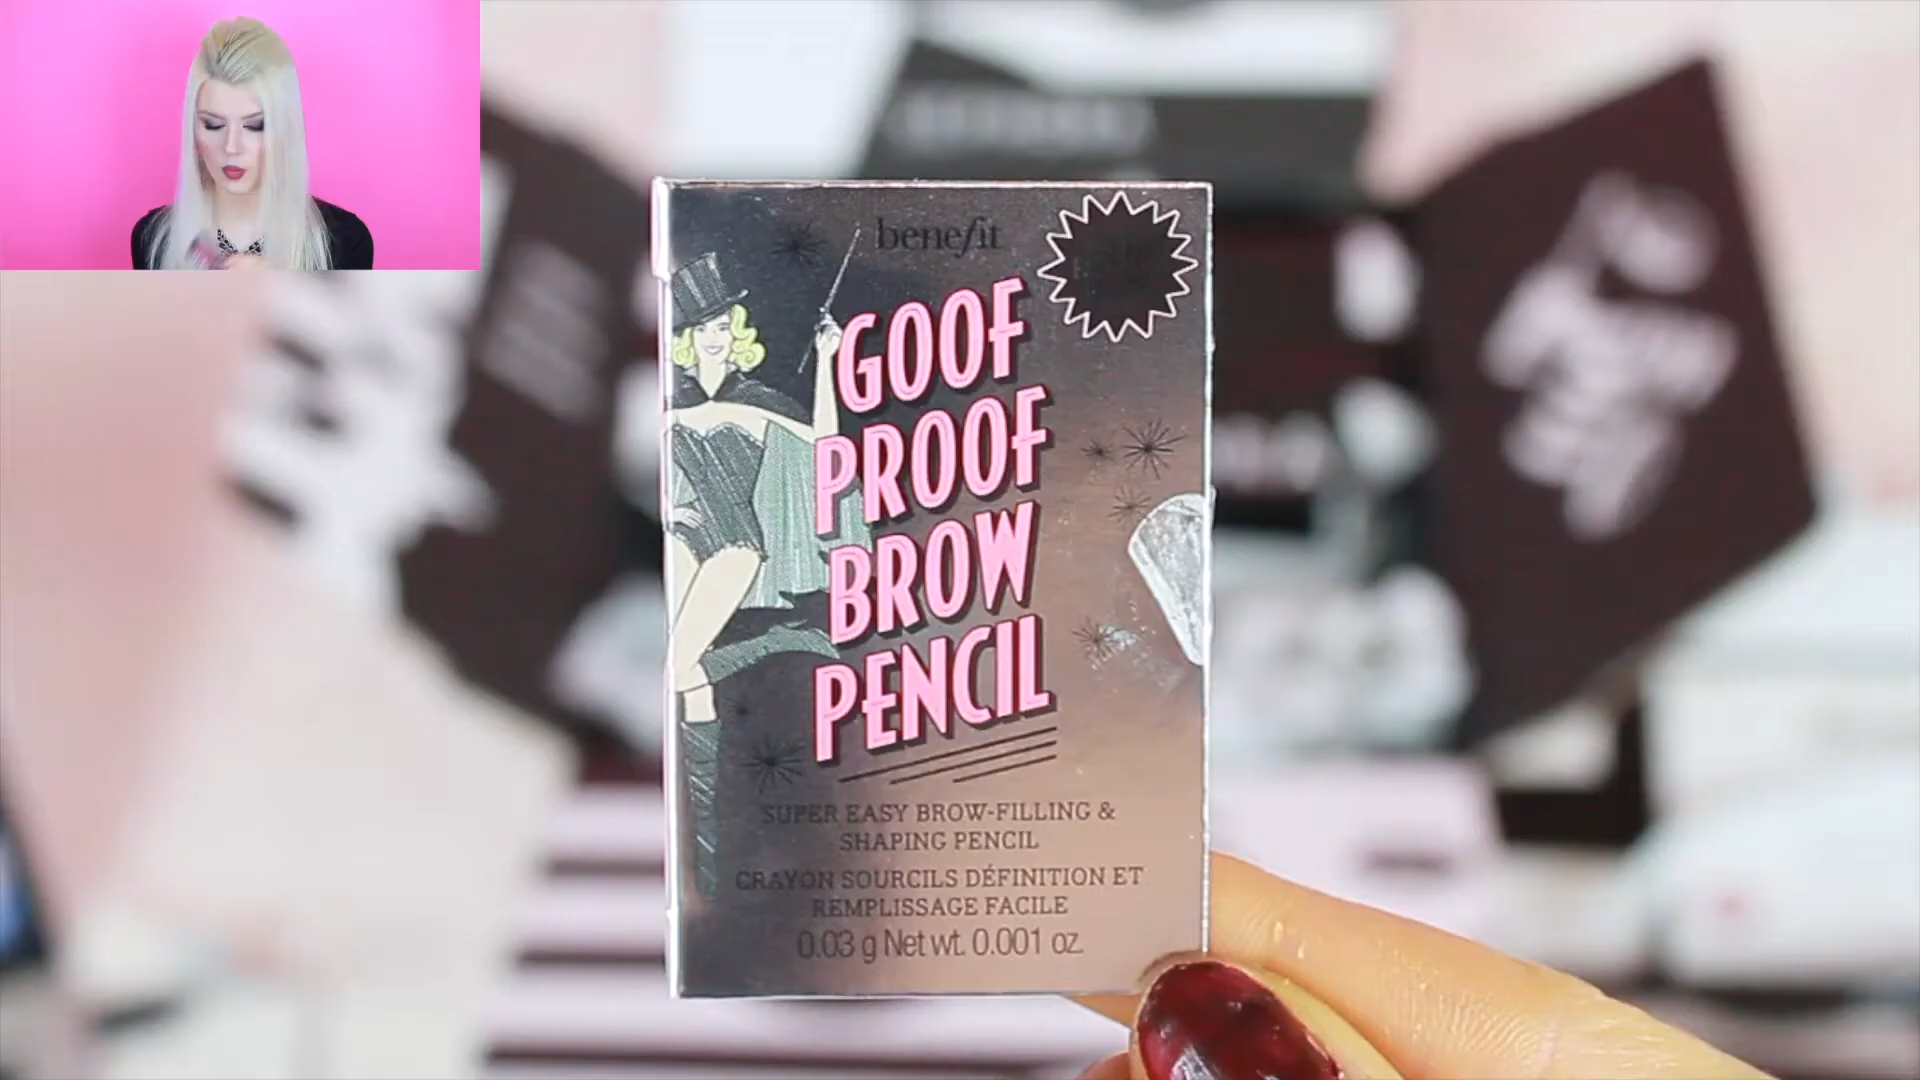 benefit
GOOF
PROOF
BROW
PENCIL
SUPER EASY BROW-FILLING &
SHAPING PENCIL
CRAYON SOURCILS DÉFINITION ET
REMPLISSAGE FACILE
0.03 g Net wt. 0.001 oz.